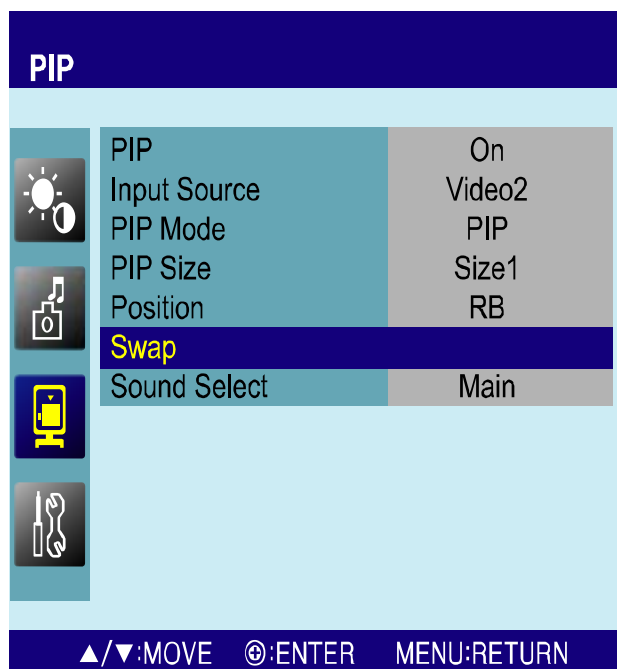 PIP
PIP On
Input Source Video2
PIP Mode PIP
PIP Size Size1
Position RB
Swap
Sound Select Main
▲/▼:MOVE ⊕:ENTER MENU:RETURN